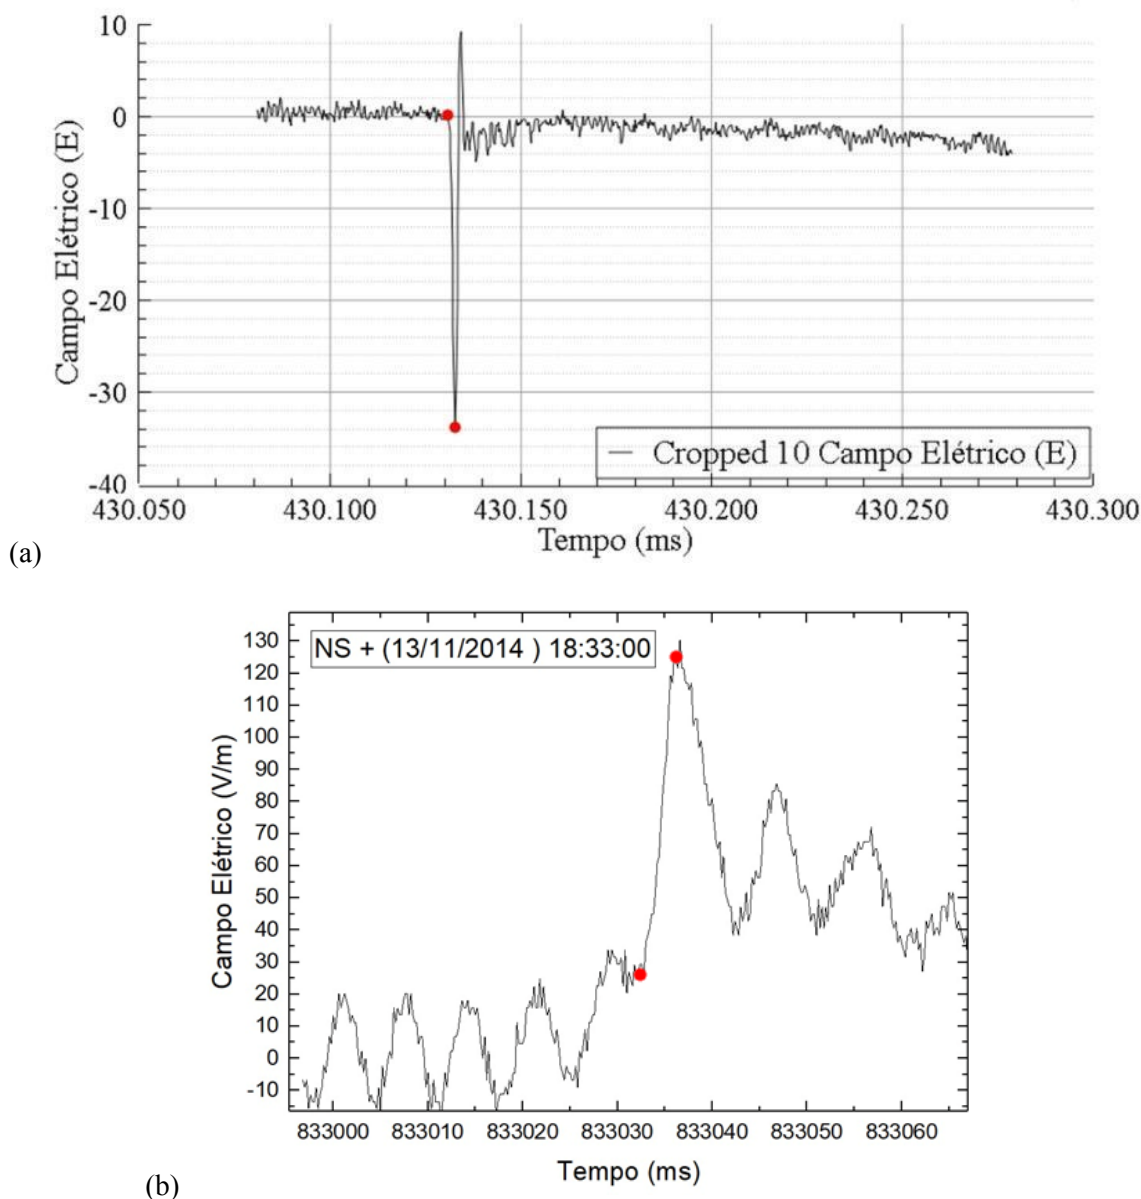 10
0
-10
-20
-30
-40
Campo Elétrico (E)
Cropped 10 Campo Elétrico (E)
430.050 430.100 430.150 430.200 430.250 430.300
Tempo (ms)
(a)
NS + (13/11/2014 ) 18:33:00
130
120
110
100
90
80
70
60
50
40
30
20
10
0
-10
Campo Elétrico (V/m)
833000 833010 833020 833030 833040 833050 833060
Tempo (ms)
(b)